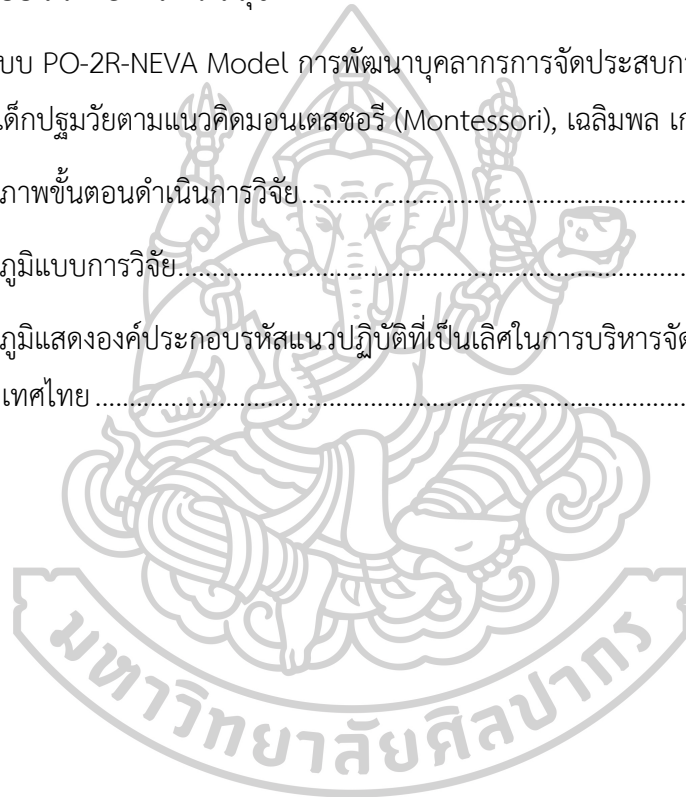 บบ PO-2R-NEVA Model การพัฒนาบุคลากรการจัดประสบก
ด็กปฐมวัยตามแนวคิดมอนเตสซอรี (Montessori), เฉลิมพล เก
ภาพขั้นตอนดำเนินการวิจัย
ภูมิแบบการวิจัย
ภูมิแสดงองค์ประกอบรหัสแนวปฏิบัติที่เป็นเลิศในการบริหารจัด
เทศไทย
มหาวิทยาลัยศิลปากร